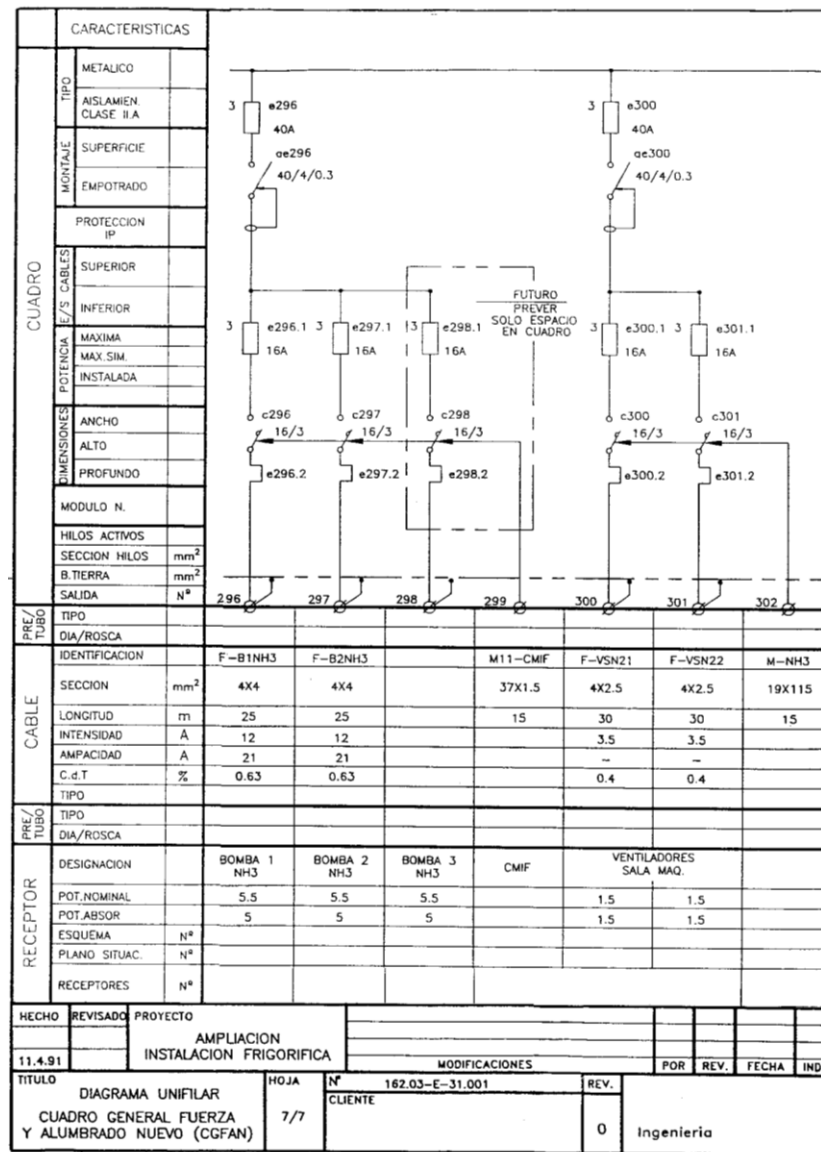 CARACTERISTICAS
CUADRO
TIPO
METALICO
AISLAMIEN.
CLASE II.A
MONTAJE
SUPERFICIE
EMPOTRADO
PROTECCION
IP
E/S CABLES
SUPERIOR
INFERIOR
POTENCIA
MAXIMA
MAX.SIM.
INSTALADA
DIMENSIONES
ANCHO
ALTO
PROFUNDO
MODULO N.
HILOS ACTIVOS
SECCION HILOS mm²
B.TIERRA mm²
SALIDA Nº
3 e296 3 e300
40A 40A
ae296 ae300
40/4/0.3 40/4/0.3
FUTURO
PREVER
SOLO ESPACIO
EN CUADRO
3 e296.1 3 e297.1 3 e298.1 3 e300.1 3 e301.1
16A 16A 16A 16A 16A
c296 c297 c298 c300 c301
16/3 16/3 16/3 16/3 16/3
e296.2 e297.2 e298.2 e300.2 e301.2
296 297 298 299 300 301 302
PRE/TUBO
TIPO
DIA/ROSCA
CABLE
IDENTIFICACION F-B1NH3 F-B2NH3 M11-CMIF F-VSN21 F-VSN22 M-NH3
SECCION mm² 4X4 4X4 37X1.5 4X2.5 4X2.5 19X115
LONGITUD m 25 25 15 30 30 15
INTENSIDAD A 12 12 3.5 3.5
AMPACIDAD A 21 21 - -
C.d.T % 0.63 0.63 0.4 0.4
TIPO
PRE/TUBO
TIPO
DIA/ROSCA
RECEPTOR
DESIGNACION BOMBA 1 NH3 BOMBA 2 NH3 BOMBA 3 NH3 CMIF VENTILADORES SALA MAQ.
POT.NOMINAL 5.5 5.5 5.5 1.5 1.5
POT.ABSOR 5 5 5 1.5 1.5
ESQUEMA Nº
PLANO SITUAC. Nº
RECEPTORES Nº
HECHO REVISADO PROYECTO
AMPLIACION
INSTALACION FRIGORIFICA
11.4.91
MODIFICACIONES POR REV. FECHA IND
TITULO
DIAGRAMA UNIFILAR
CUADRO GENERAL FUERZA
Y ALUMBRADO NUEVO (CGFAN)
HOJA
7/7
Nº 162.03-E-31.001
CLIENTE
REV.
0
Ingenieria